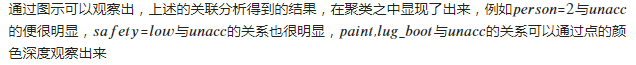 通过图示可以观察出，上述的关联分析得到的结果，在聚类之中显现了出来，例如person=2与unacc
的便很明显，safety=low与unacc的关系也很明显，paint,lug_boot与unacc的关系可以通过点的颜
色深度观察出来